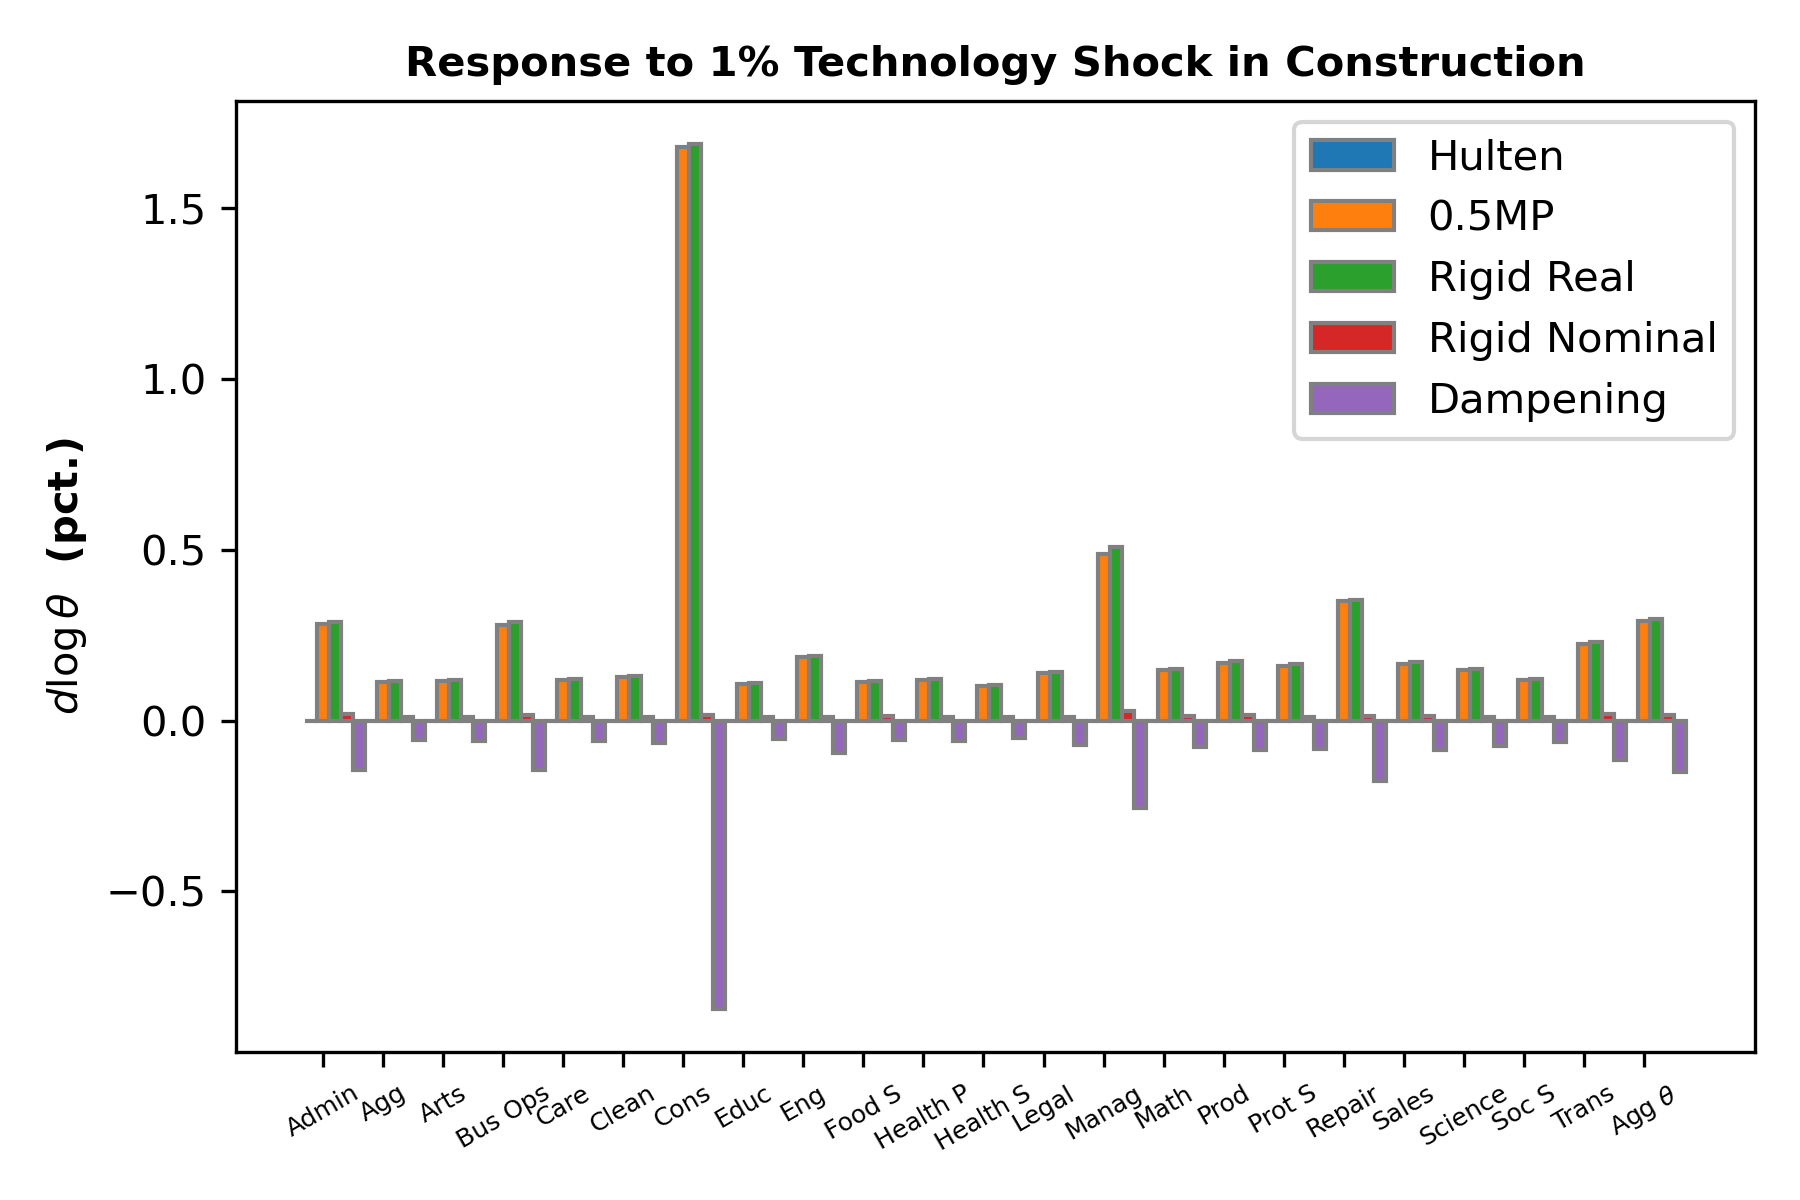 Response to 1% Technology Shock in Construction
Hulten
0.5MP
Rigid Real
Rigid Nominal
Dampening
dlog θ (pct.)
1.5
1.0
0.5
0.0
−0.5
Admin
Agg
Arts
Bus Ops
Care
Clean
Cons
Educ
Eng
Food S
Health P
Health S
Legal
Manag
Math
Prod
Prot S
Repair
Sales
Science
Soc S
Trans
Agg θ